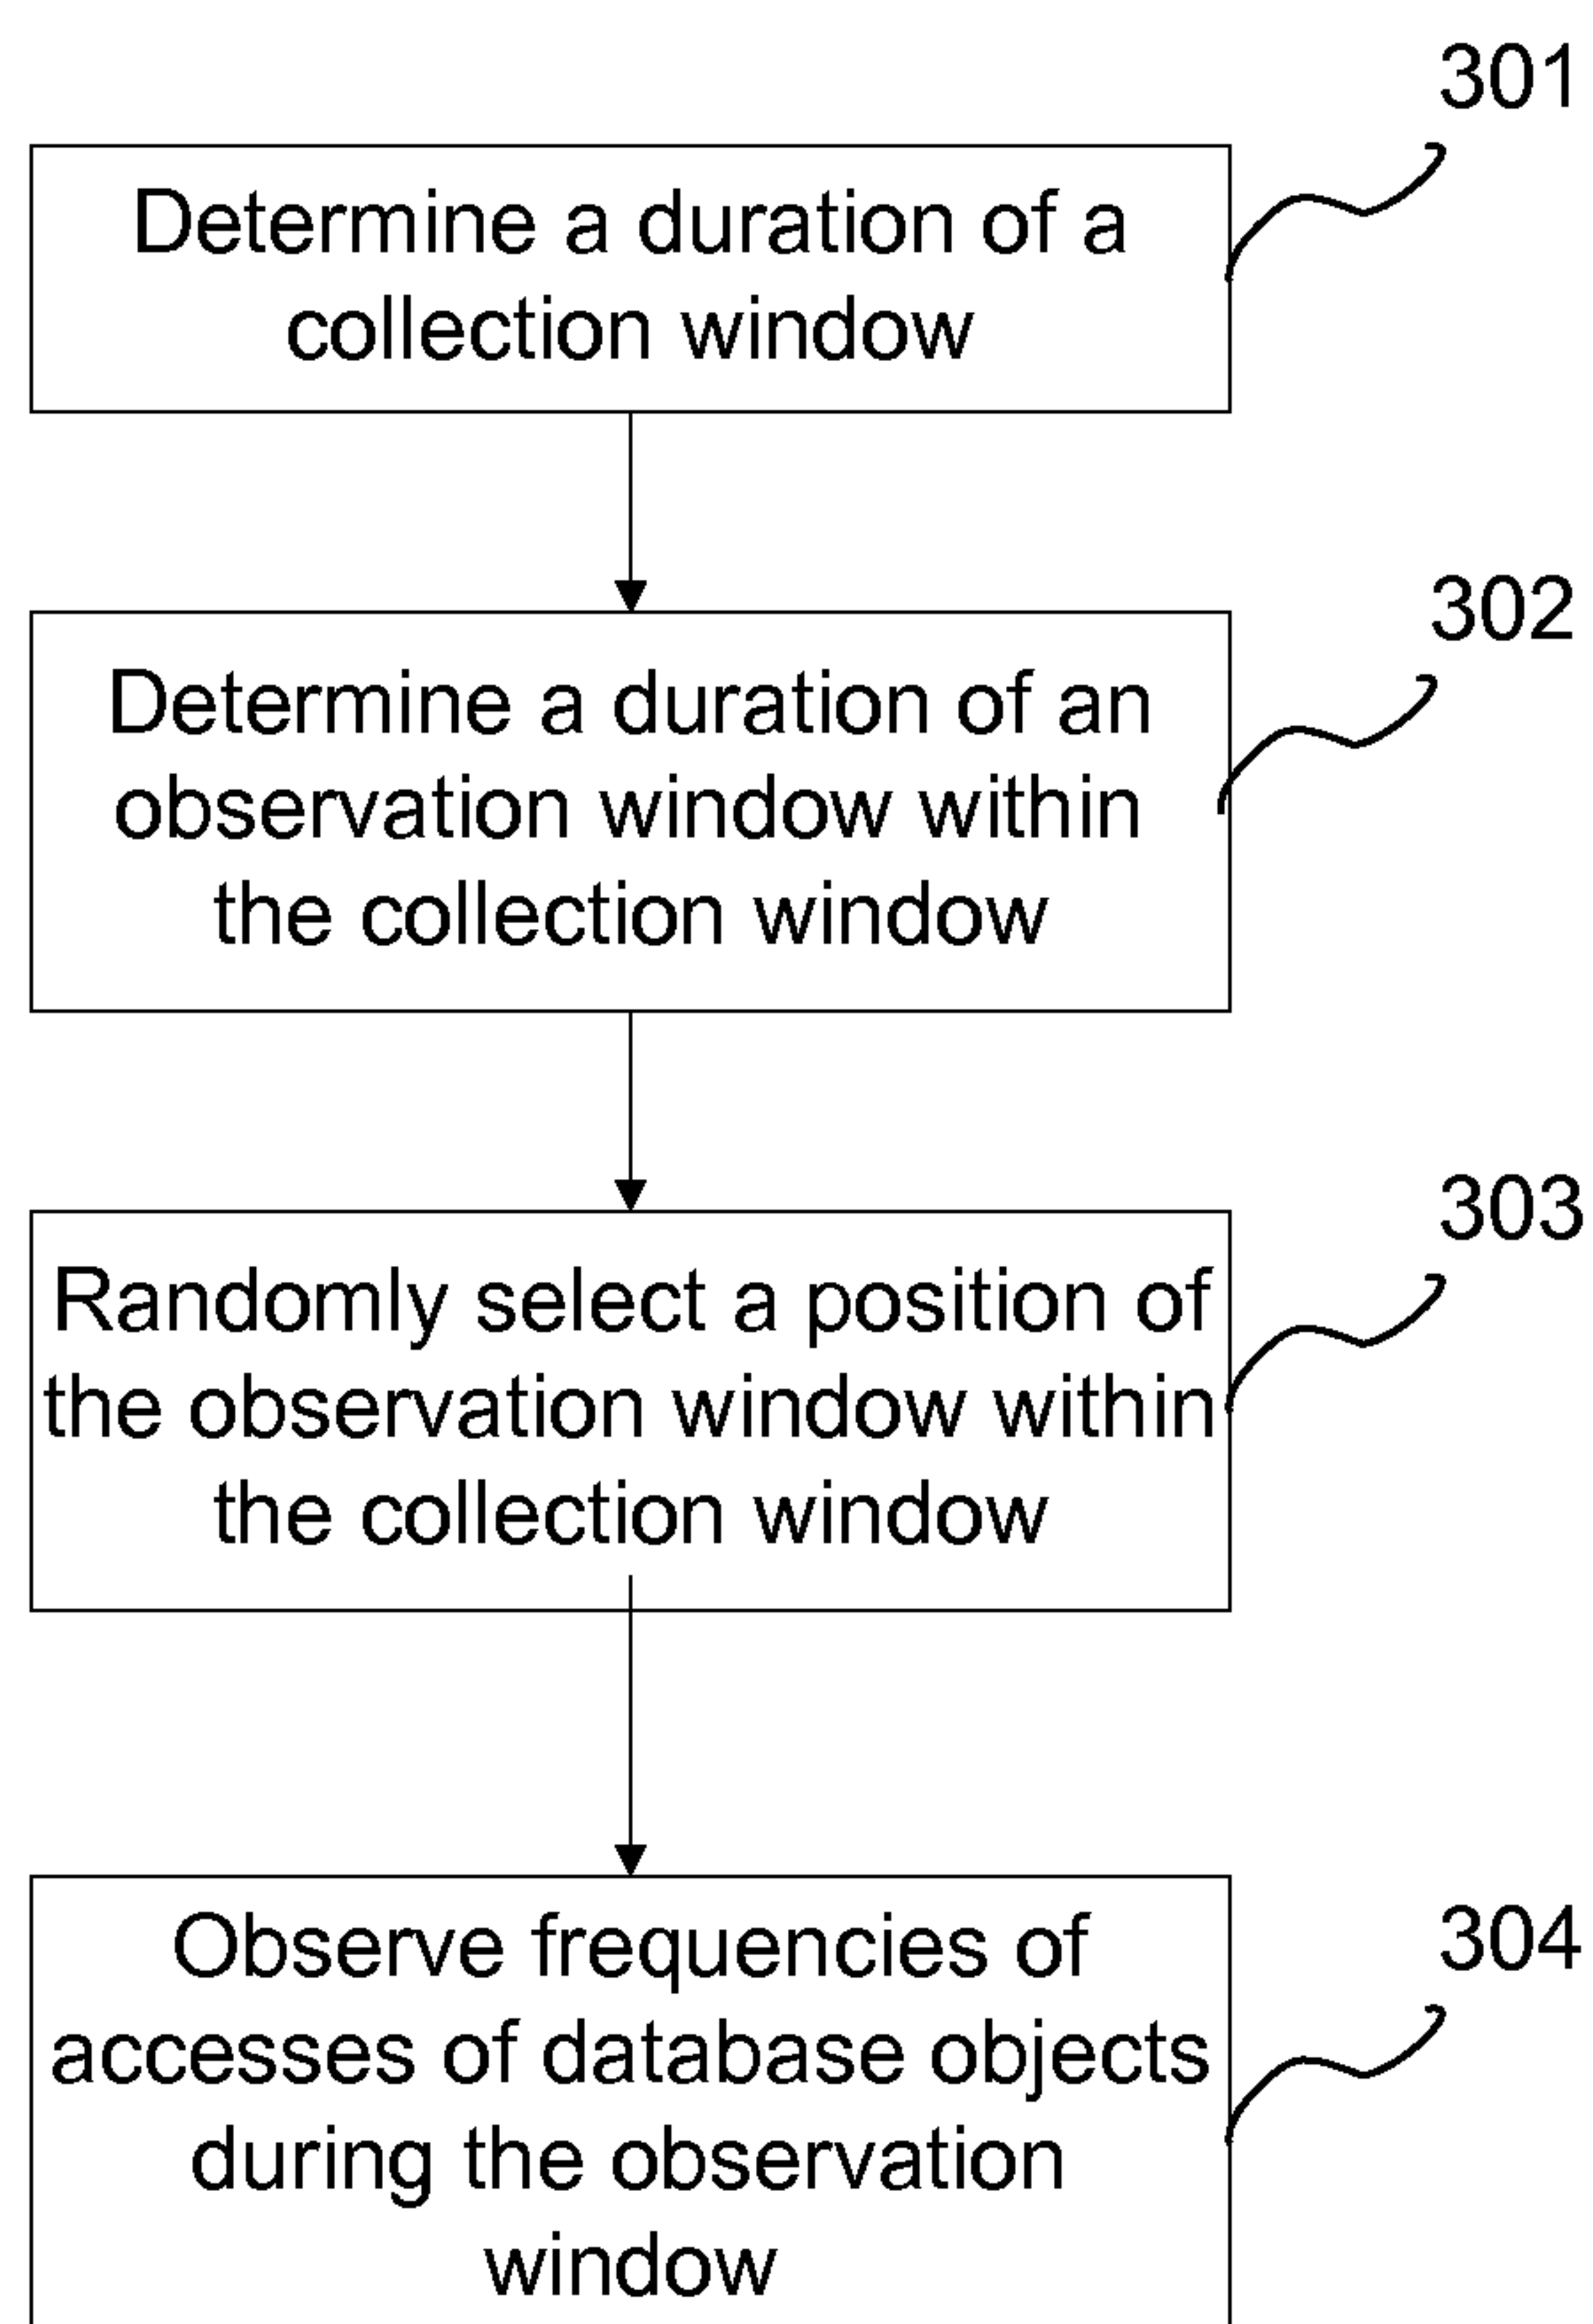 301
Determine a duration of a
collection window
302
Determine a duration of an
observation window within
the collection window
303
Randomly select a position of
the observation window within
the collection window
304
Observe frequencies of
accesses of database objects
during the observation
window